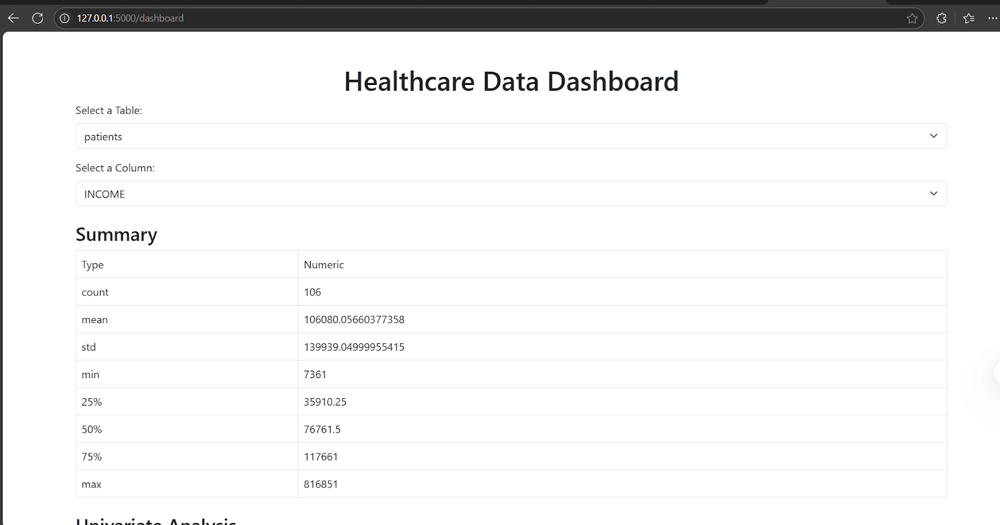 127.0.0.1:5000/dashboard
Healthcare Data Dashboard
Select a Table:
patients
Select a Column:
INCOME
Summary
Type Numeric
count 106
mean 106080.05660377358
std 139939.04999955415
min 7361
25% 35910.25
50% 76761.5
75% 117661
max 816851
Univariate Analysis